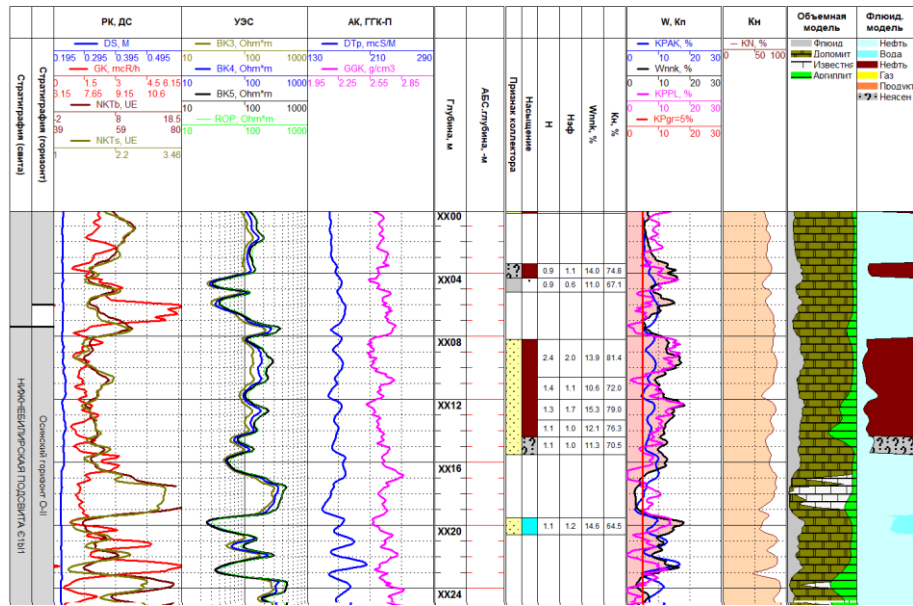 РК, ДС
УЭС
АК, ГГК-П
W, Кп
Кн
Объемная модель
Флюид. модель
Стратиграфия (свита)
Стратиграфия (горизонт)
DS, M
0.195 0.295 0.395 0.495
GK, mcR/h
0 1.5 3 4.5 6.15
3.15 7.65 9.15 10.6
NKTb, UE
2 8 18.5
39 59 80
NKTs, UE
1 2.2 3.46
BK3, Ohm*m
10 100 1000
BK4, Ohm*m
10 100 1000
BK5, Ohm*m
10 100 1000
ROP, Ohm*m
10 100 1000
DTp, mcS/M
130 210 290
GGK, g/cm3
1.95 2.25 2.55 2.85
Глубина, м
АБС.глубина, -м
Признак коллектора
Насыщение
Н
Нэф
Wnnk, %
Кн, %
KPAK, %
0 10 20 30
Wnnk, %
0 10 20 30
KPPL, %
0 10 20 30
KPgr=5%
0 10 20 30
KN, %
0 50 100
Флюид
Доломит
Известня
Аргиллит
Нефть
Вода
Нефть
Газ
Продукт
Неясен
XX00
XX04
XX08
XX12
XX16
XX20
XX24
0.9 1.1 14.0 74.8
0.9 0.6 11.0 67.1
2.4 2.0 13.9 81.4
1.4 1.1 10.6 72.0
1.3 1.7 15.3 79.0
1.1 1.0 12.1 76.3
1.1 1.0 11.3 70.5
1.1 1.2 14.6 64.5
Осинский горизонт О-II